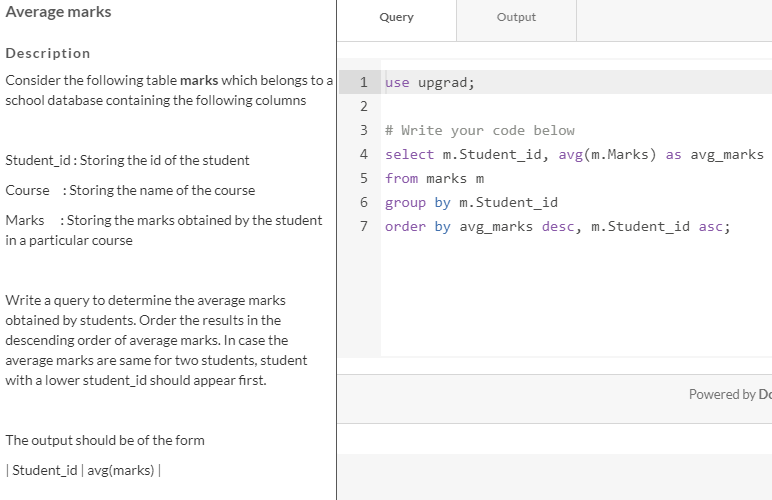 Average marks
Description
Consider the following table marks which belongs to a
school database containing the following columns
Student_id : Storing the id of the student
Course : Storing the name of the course
Marks : Storing the marks obtained by the student
in a particular course
Write a query to determine the average marks
obtained by students. Order the results in the
descending order of average marks. In case the
average marks are same for two students, student
with a lower student_id should appear first.
The output should be of the form
| Student_id | avg(marks) |
Query Output
1 use upgrad;
2
3 # Write your code below
4 select m.Student_id, avg(m.Marks) as avg_marks
5 from marks m
6 group by m.Student_id
7 order by avg_marks desc, m.Student_id asc;
Powered by